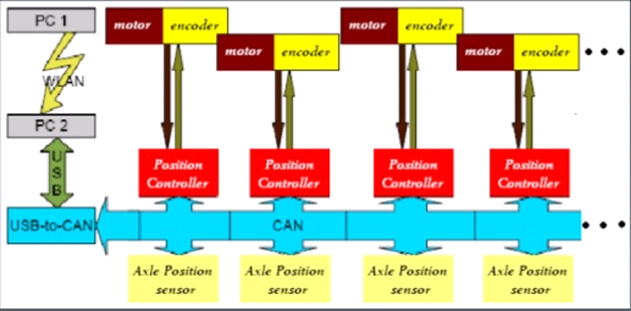 PC 1
motor encoder
motor encoder
motor encoder
motor encoder
WLAN
PC 2
USB
Position
Controller
Position
Controller
Position
Controller
Position
Controller
USB-to-CAN
CAN
Axle Position
sensor
Axle Position
sensor
Axle Position
sensor
Axle Position
sensor